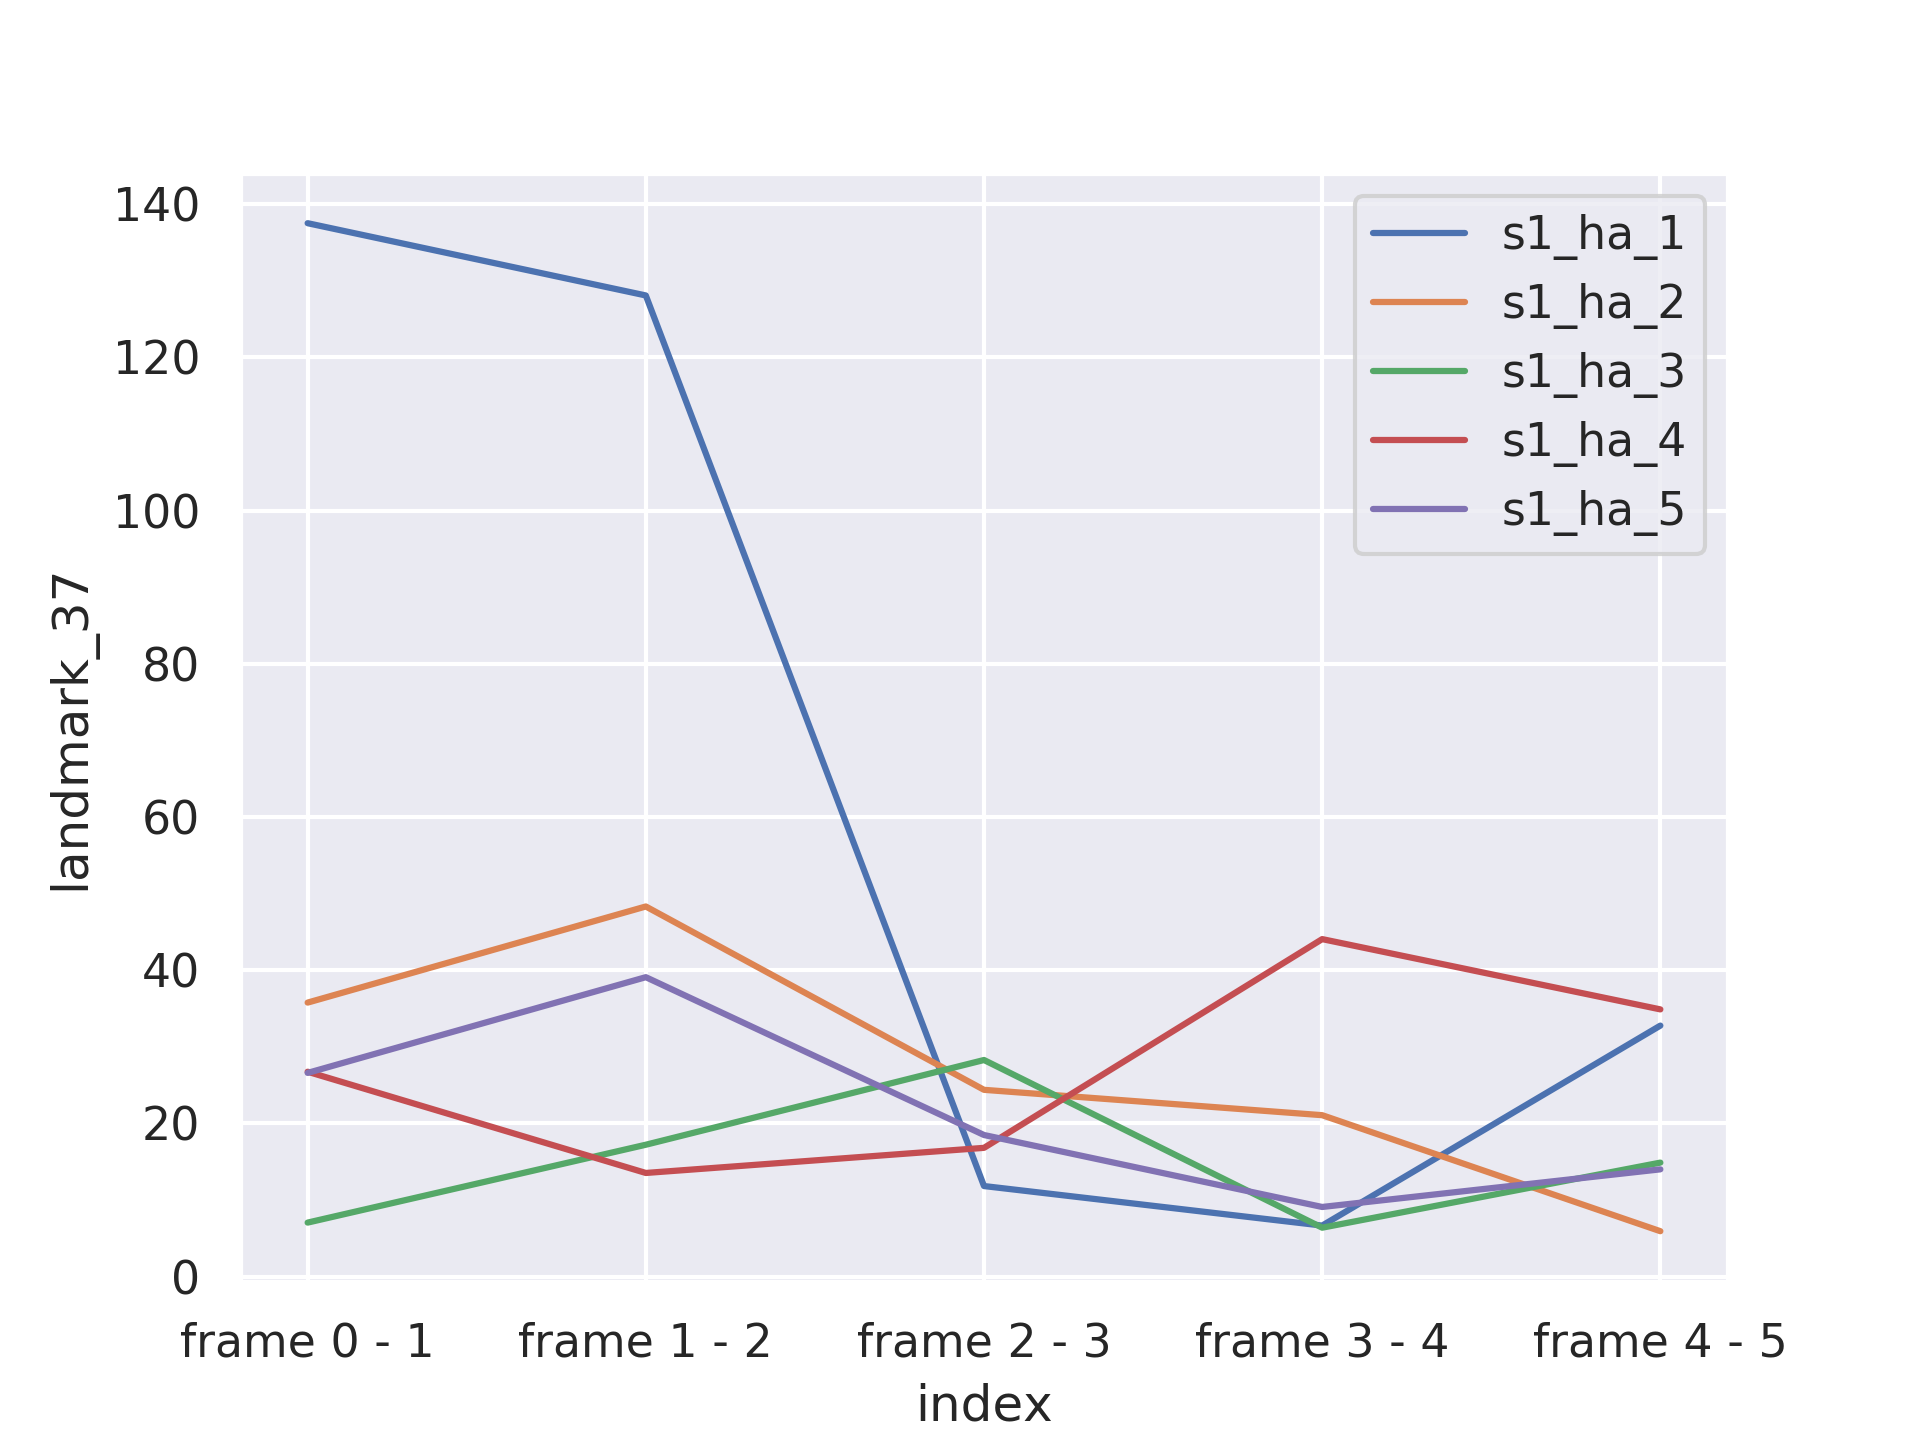 140
120
100
80
60
40
20
0
landmark_37
s1_ha_1
s1_ha_2
s1_ha_3
s1_ha_4
s1_ha_5
frame 0 - 1
frame 1 - 2
frame 2 - 3
frame 3 - 4
frame 4 - 5
index